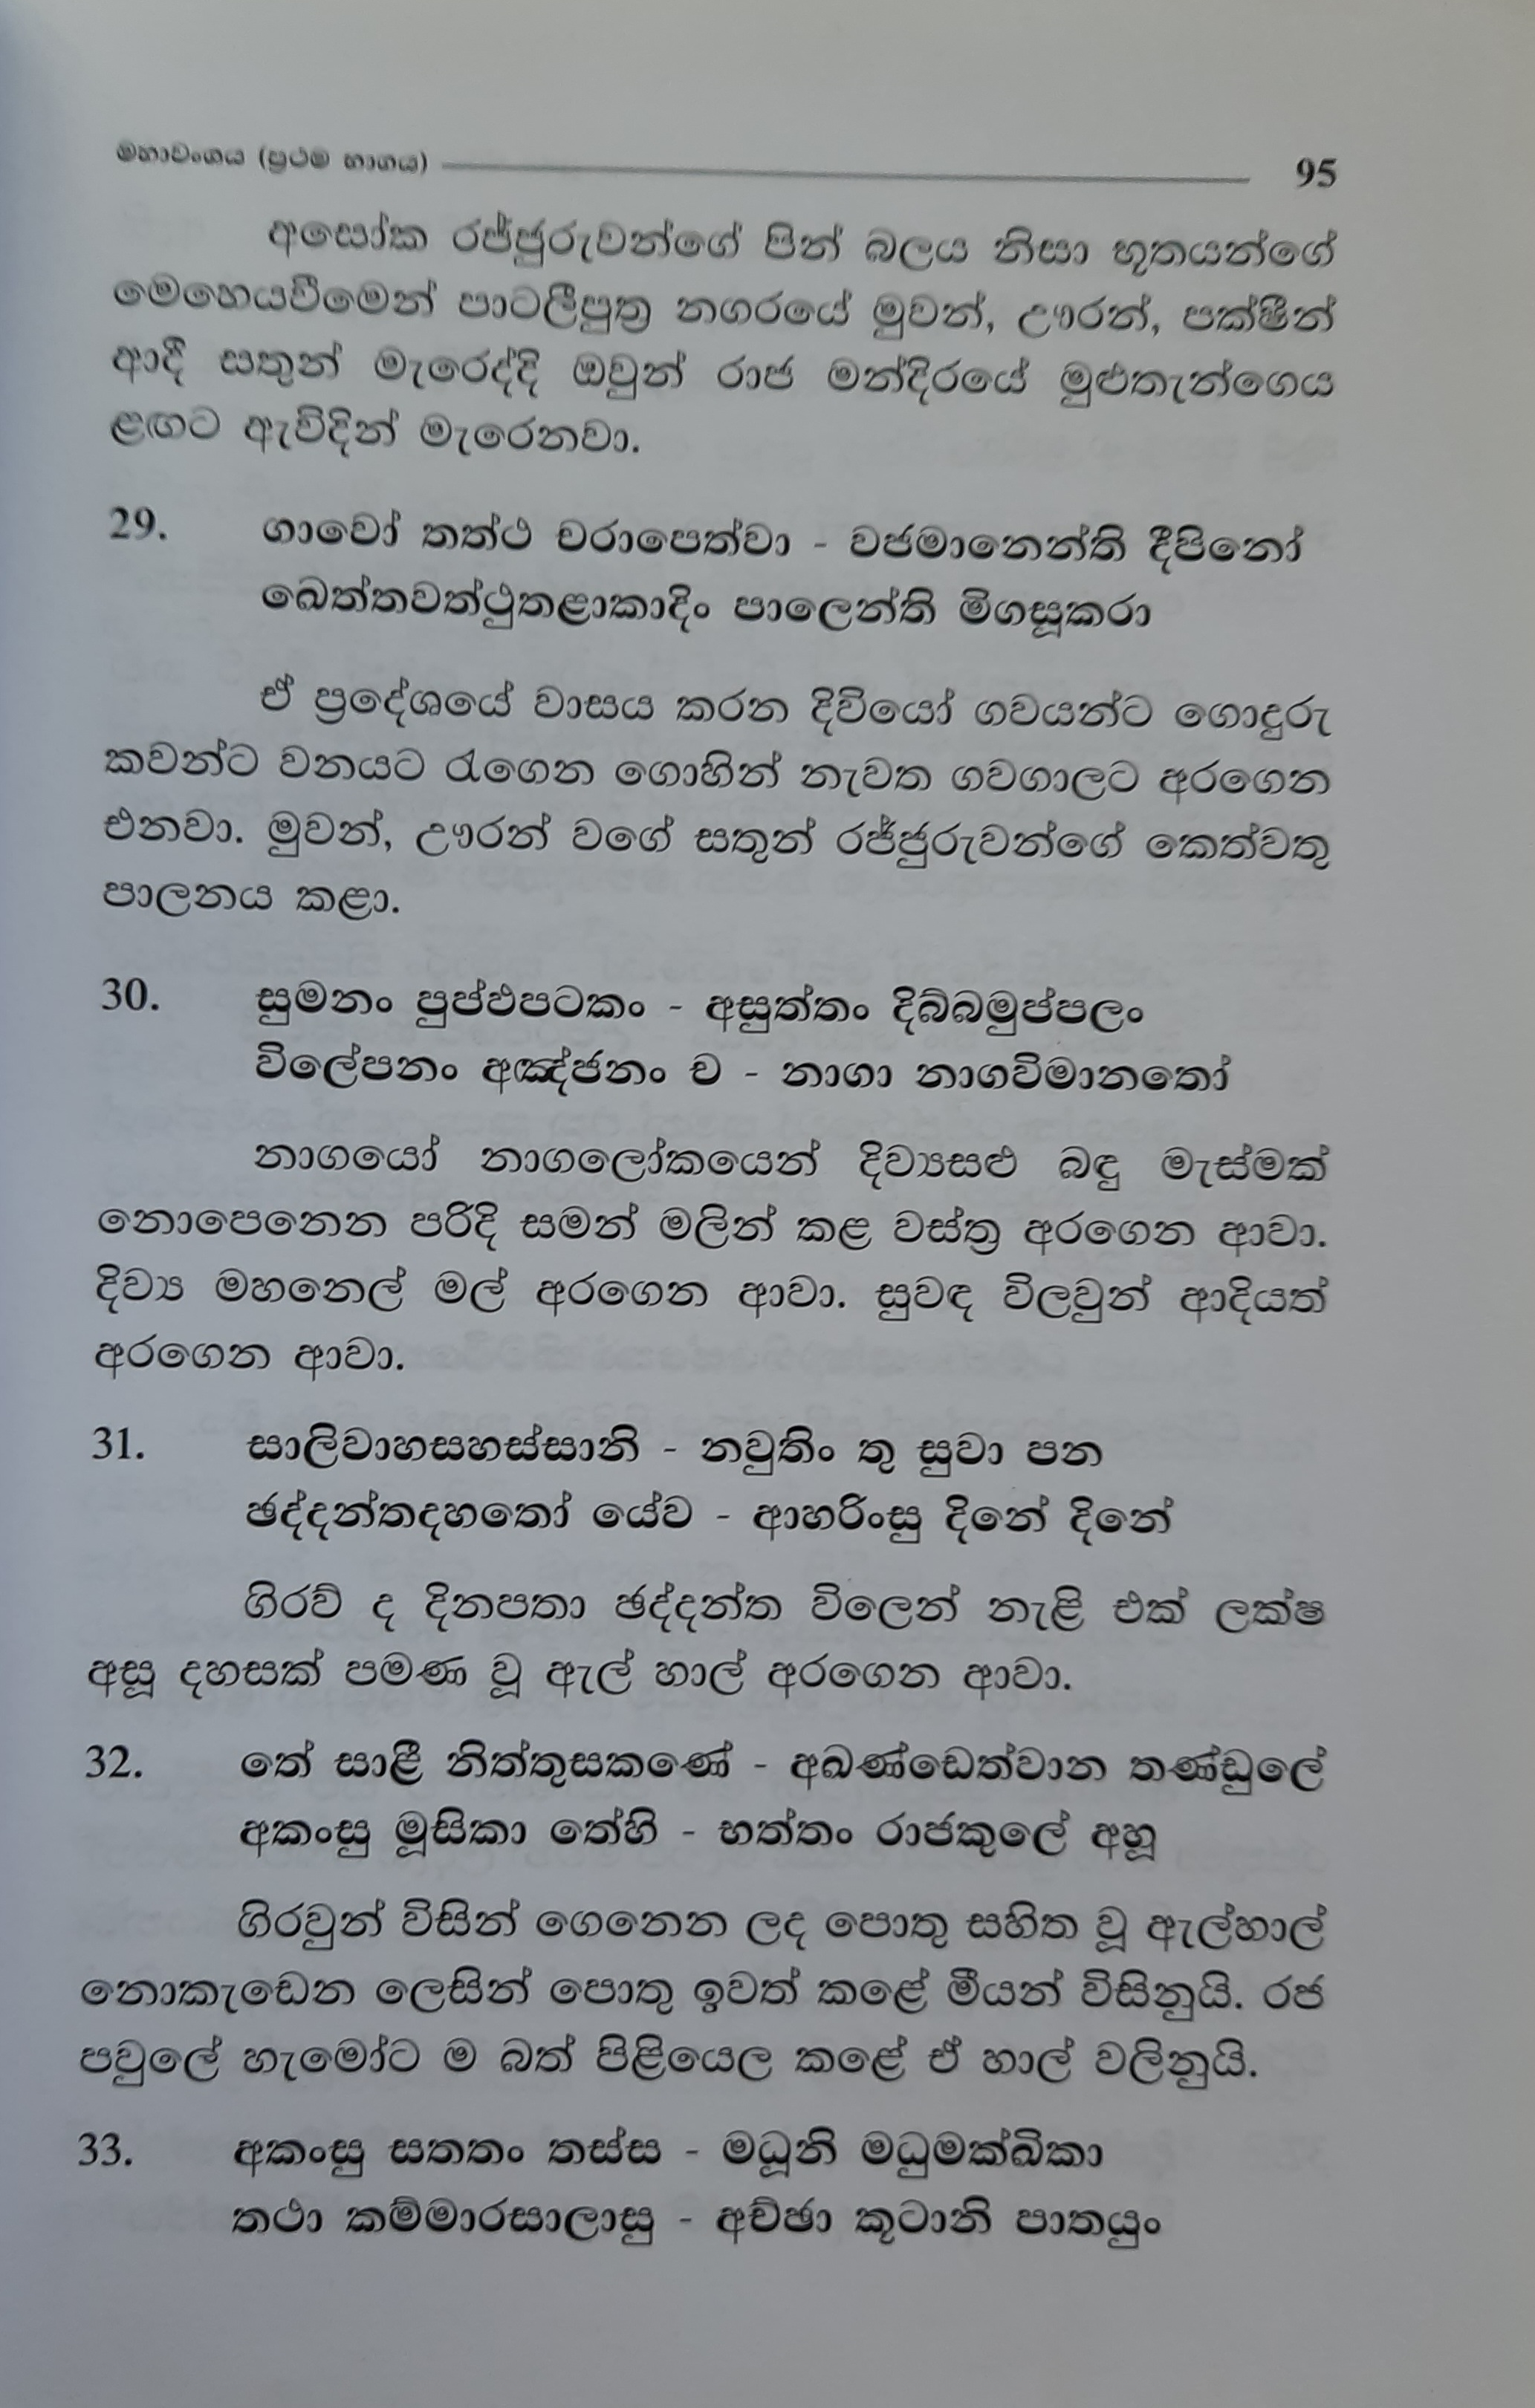 මහාවංශය (ප්‍රථම භාගය) 95
අසෝක රජ්ජුරුවන්ගේ පින් බලය නිසා භූතයන්ගේ
මෙහෙයවීමෙන් පාටලීපුත්‍ර නගරයේ මුවන්, ඌරන්, පක්ෂීන්
ආදී සතුන් මැරෙද්දි ඔවුන් රාජ මන්දිරයේ මුළුතැන්ගෙය
ළඟට ඇවිදින් මැරෙනවා.
29. ගාවෝ තත්ථ චරාපෙත්වා - වජමානෙන්ති දීපිනෝ
ඛෙත්තවත්ථුතළාකාදිං පාලෙන්ති මිගසූකරා
ඒ ප්‍රදේශයේ වාසය කරන දිවියෝ ගවයන්ට ගොදුරු
කවන්ට වනයට රැගෙන ගොහින් නැවත ගවගාලට අරගෙන
එනවා. මුවන්, ඌරන් වගේ සතුන් රජ්ජුරුවන්ගේ කෙත්වතු
පාලනය කළා.
30. සුමනං පුප්ඵපටකං - අසුත්තං දිබ්බමුප්පලං
විලේපනං අඤ්ජනං ච - නාගා නාගවිමානතෝ
නාගයෝ නාගලෝකයෙන් දිව්‍යසළු බඳු මැස්මක්
නොපෙනෙන පරිදි සමන් මලින් කළ වස්ත්‍ර අරගෙන ආවා.
දිව්‍ය මහනෙල් මල් අරගෙන ආවා. සුවඳ විලවුන් ආදියත්
අරගෙන ආවා.
31. සාලිවාහසහස්සානි - නවුතිං තු සුවා පන
ඡද්දන්තදහතෝ යේව - ආහරිංසු දිනේ දිනේ
ගිරව් ද දිනපතා ඡද්දන්ත විලෙන් නැළි එක් ලක්ෂ
අසූ දහසක් පමණ වූ ඇල් හාල් අරගෙන ආවා.
32. තේ සාළී නිත්තුසකණේ - අඛණ්ඩෙත්වාන තණ්ඩුලේ
අකංසු මූසිකා තේහි - භත්තං රාජකුලේ අහූ
ගිරවුන් විසින් ගෙනෙන ලද පොතු සහිත වූ ඇල්හාල්
නොකැඩෙන ලෙසින් පොතු ඉවත් කළේ මීයන් විසිනුයි. රජ
පවුලේ හැමෝට ම බත් පිළියෙල කළේ ඒ හාල් වලිනුයි.
33. අකංසු සතතං තස්ස - මධූනි මධුමක්ඛිකා
තථා කම්මාරසාලාසු - අච්ඡා කූටානි පාතයුං